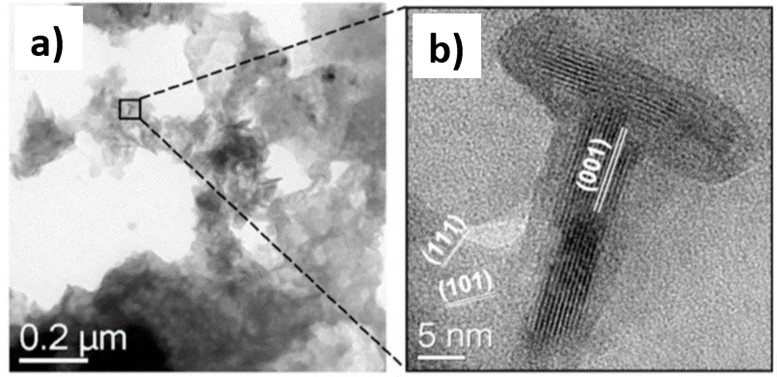 a)
0.2 µm
b)
(001)
(111)
(101)
5 nm